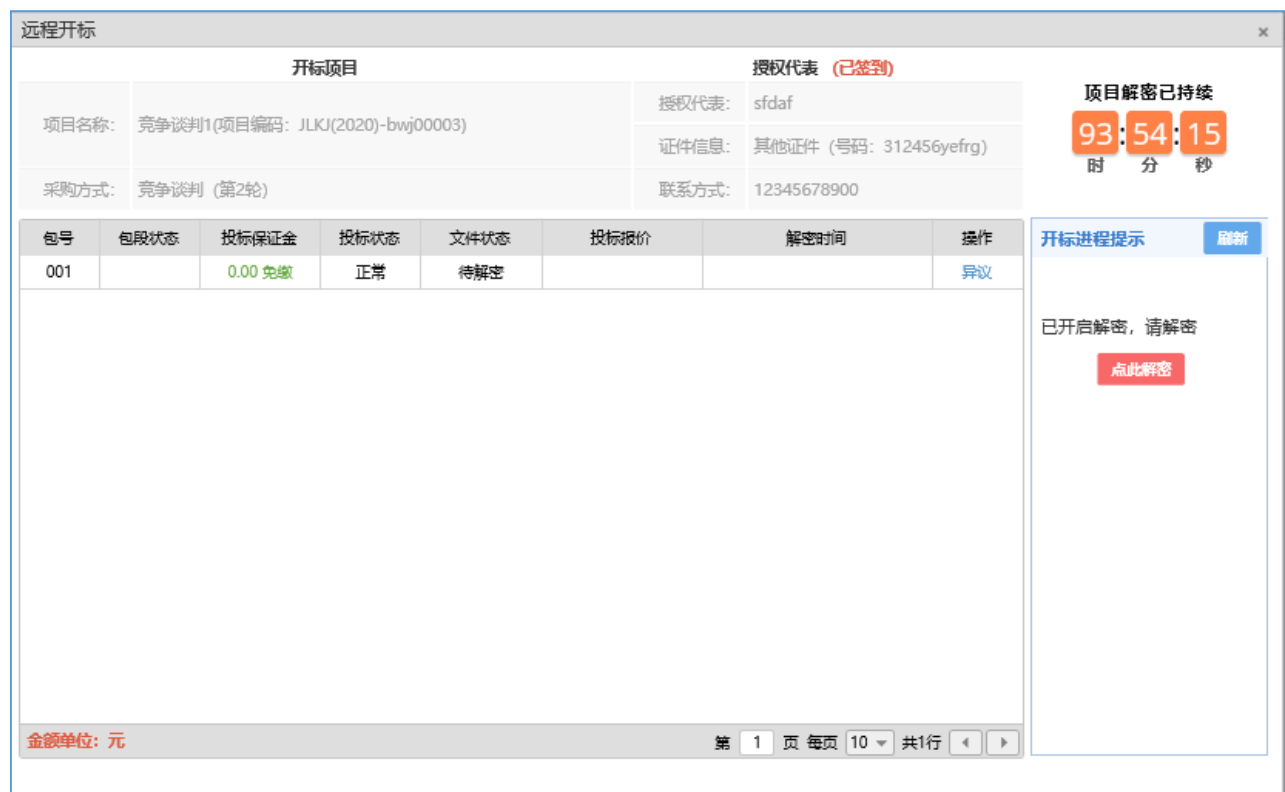 远程开标 ×
开标项目 授权代表 (已签到)
项目名称: 竞争谈判1(项目编码: JLKJ(2020)-bwj00003)
授权代表: sfdaf
证件信息: 其他证件 (号码: 312456yefrg)
采购方式: 竞争谈判 (第2轮) 联系方式: 12345678900
项目解密已持续
93:54:15
时 分 秒
包号 包段状态 投标保证金 投标状态 文件状态 投标报价 解密时间 操作
001 0.00 免缴 正常 待解密 异议
开标进程提示 刷新
已开启解密，请解密
点此解密
金额单位: 元 第 1 页 每页 10 共1行